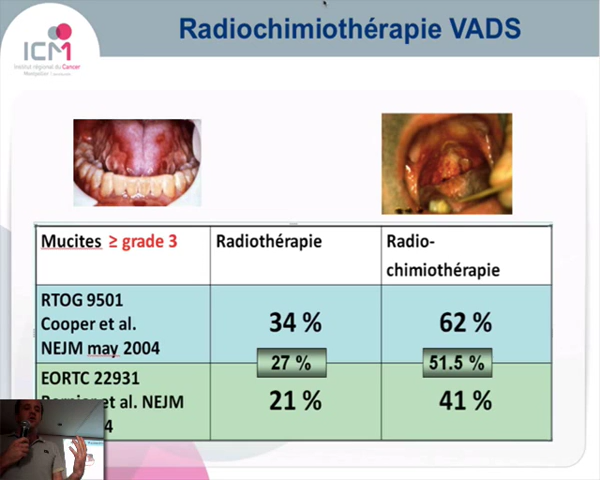 Radiochimiothérapie VADS
ICM
Institut régional du Cancer
Montpellier
Mucites ≥ grade 3
Radiothérapie
Radio-
chimiothérapie
RTOG 9501
Cooper et al.
NEJM may 2004
34 %
62 %
27 %
51.5 %
EORTC 22931
et al. NEJM
4
21 %
41 %